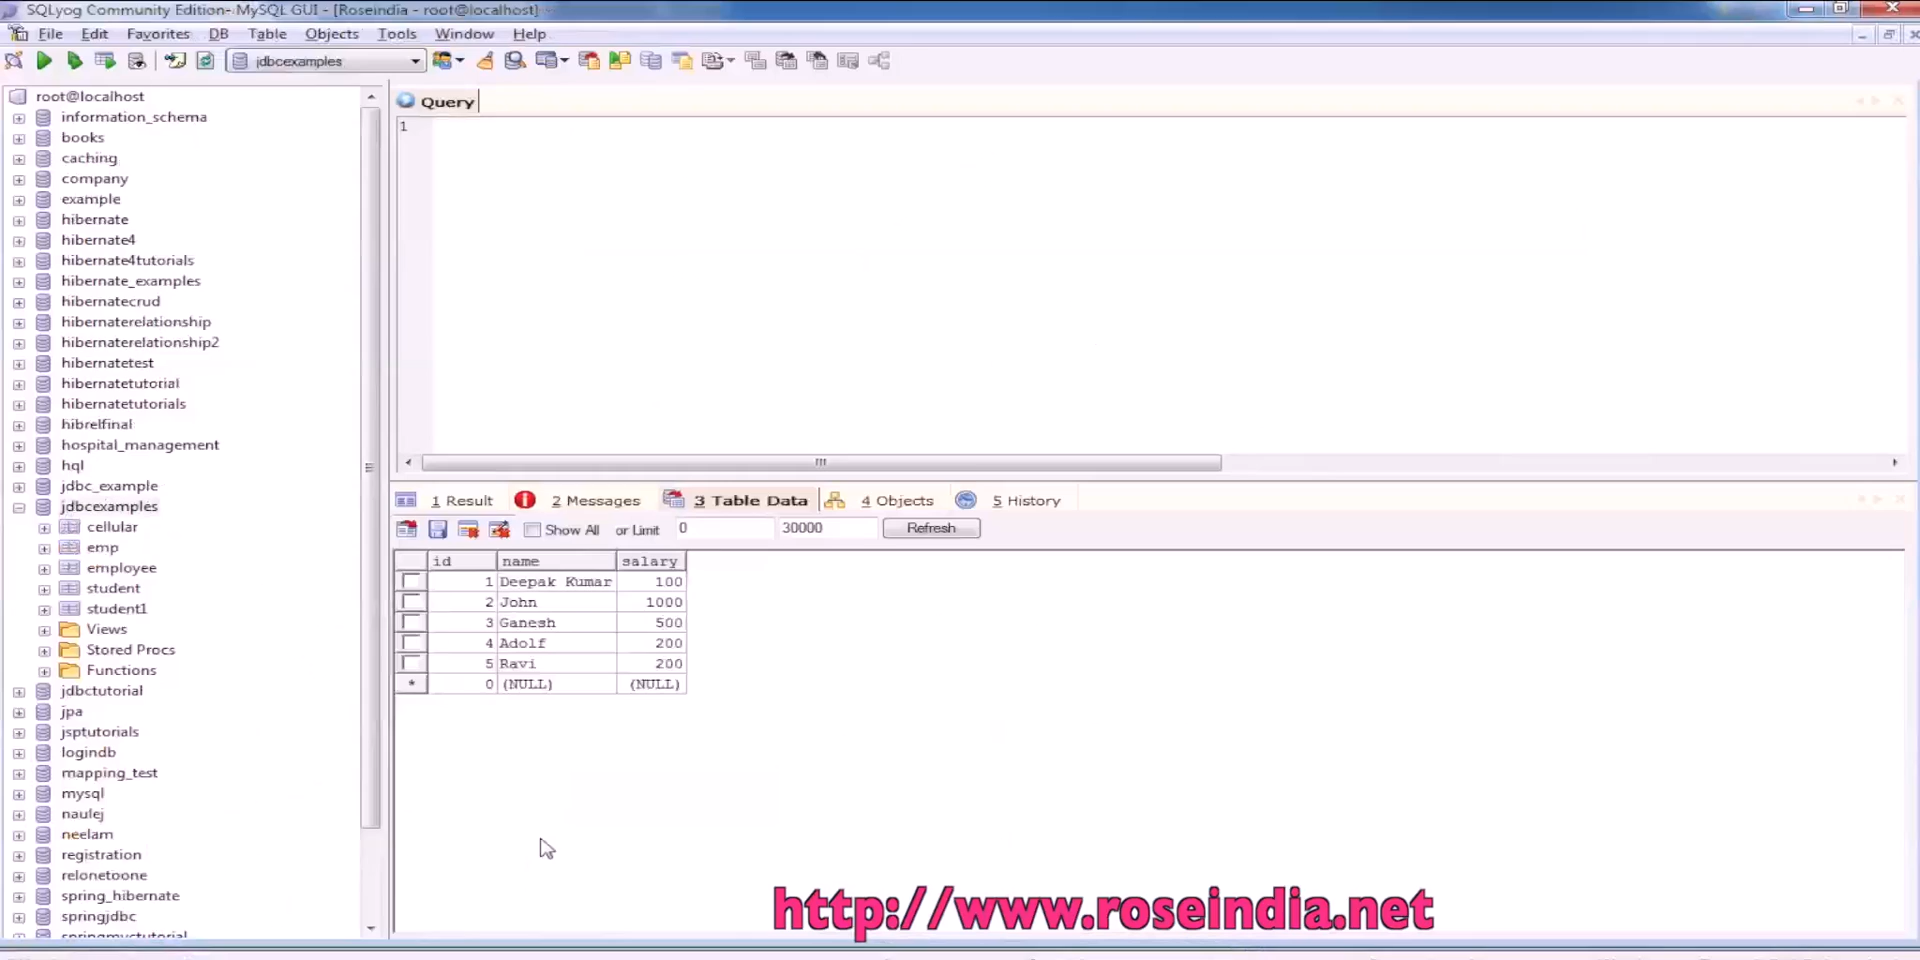 SQLyog Community Edition- MySQL GUI - [Roseindia - root@localhost]
File Edit Favorites DB Table Objects Tools Window Help
jdbcexamples
root@localhost
information_schema
books
caching
company
example
hibernate
hibernate4
hibernate4tutorials
hibernate_examples
hibernatecrud
hibernaterelationship
hibernaterelationship2
hibernatetest
hibernatetutorial
hibernatetutorials
hibrelfinal
hospital_management
hql
jdbc_example
jdbcexamples
cellular
emp
employee
student
student1
Views
Stored Procs
Functions
jdbctutorial
jpa
jsptutorials
logindb
mapping_test
mysql
naulej
neelam
registration
relonetoone
spring_hibernate
springjdbc
Query
1
1 Result 2 Messages 3 Table Data 4 Objects 5 History
Show All or Limit 0 30000 Refresh
id name salary
1 Deepak Kumar 100
2 John 1000
3 Ganesh 500
4 Adolf 200
5 Ravi 200
* 0 (NULL) (NULL)
http://www.roseindia.net